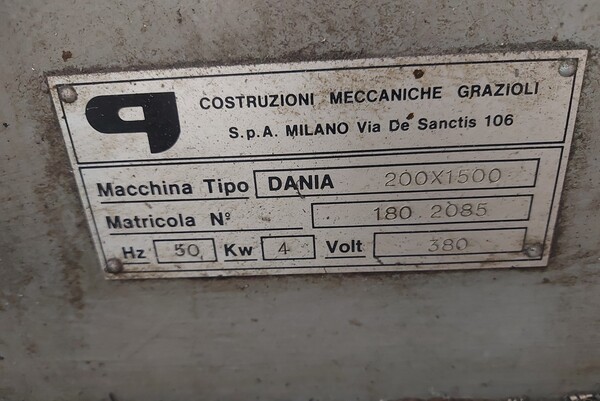 COSTRUZIONI MECCANICHE GRAZIOLI
S.p.A. MILANO Via De Sanctis 106
Macchina Tipo DANIA 200X1500
Matricola Nº 180 2085
Hz 50 Kw 4 Volt 380